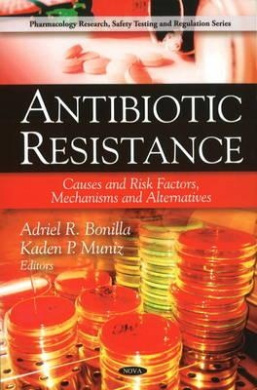 Pharmacology Research, Safety Testing and Regulation Series
ANTIBIOTIC
RESISTANCE
Causes and Risk Factors,
Mechanisms and Alternatives
Adriel R. Bonilla
Kaden P. Muniz
Editors
NOVA